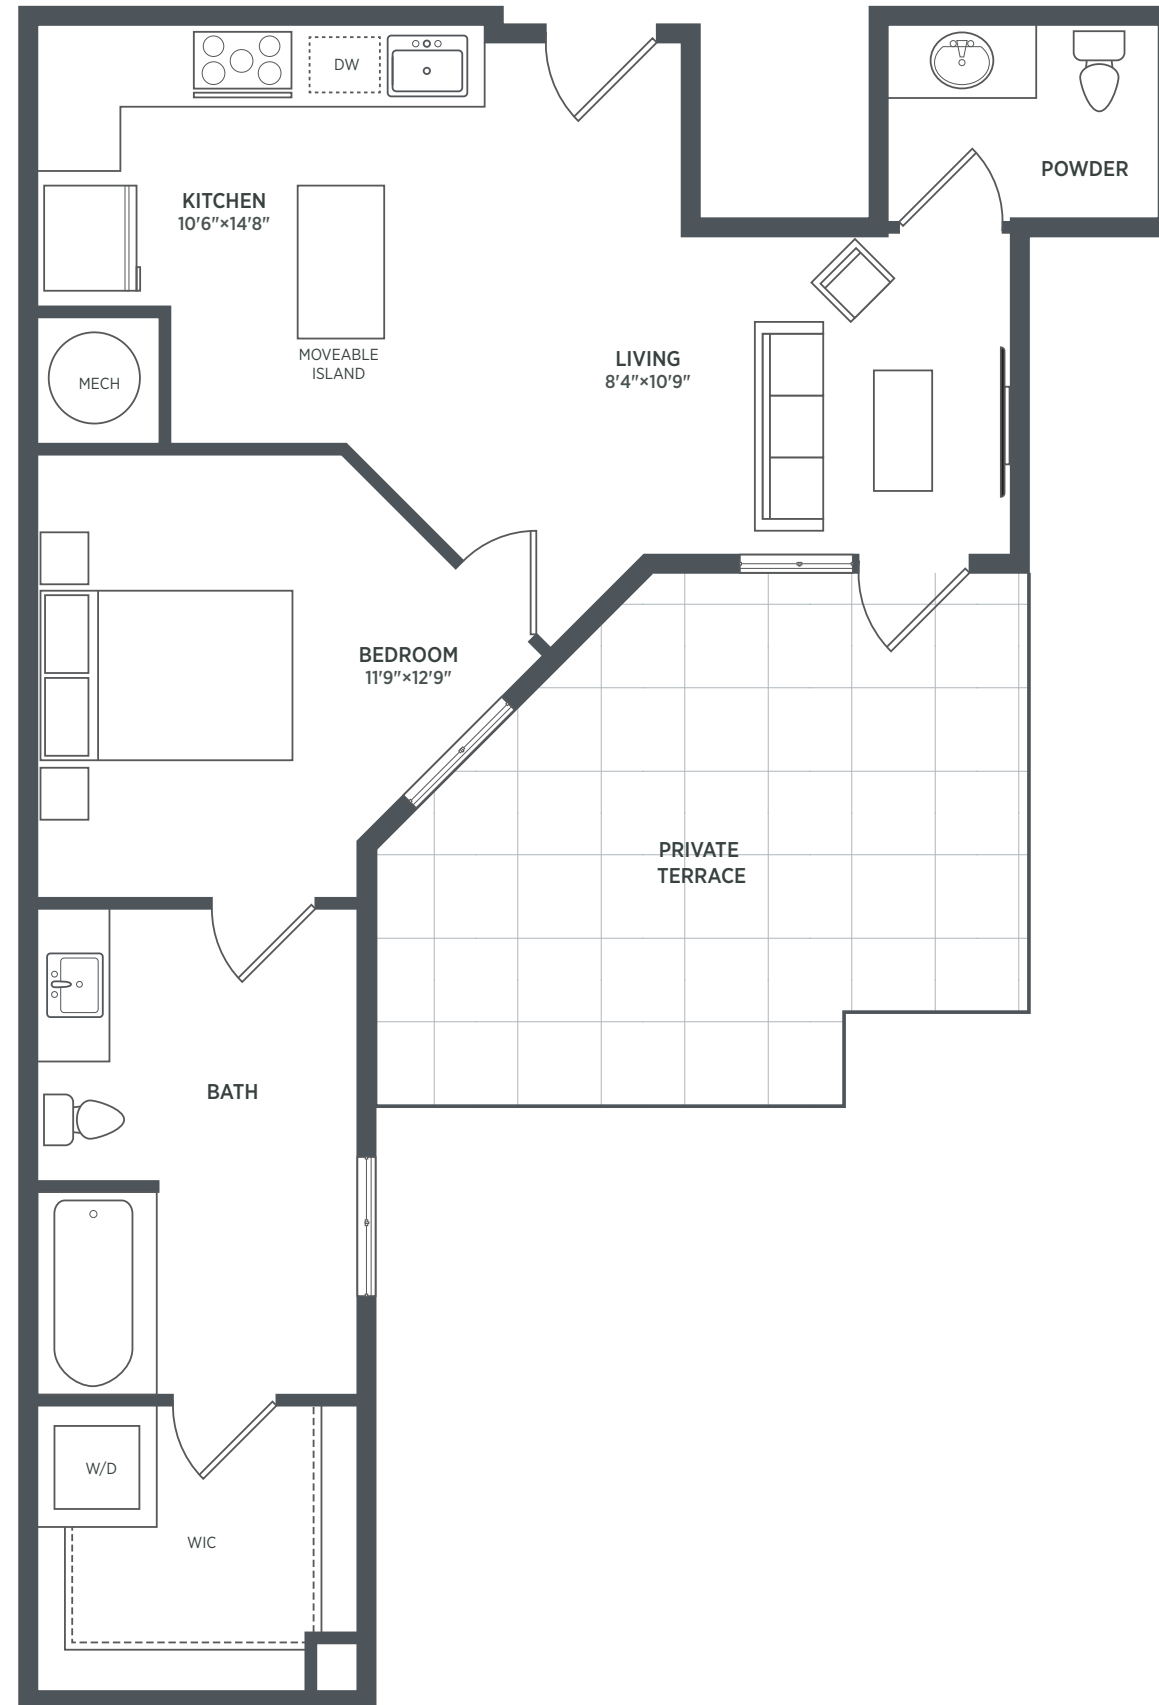 DW
POWDER
KITCHEN
10'6"×14'8"
MOVEABLE
ISLAND
LIVING
8'4"×10'9"
MECH
BEDROOM
11'9"×12'9"
PRIVATE
TERRACE
BATH
W/D
WIC